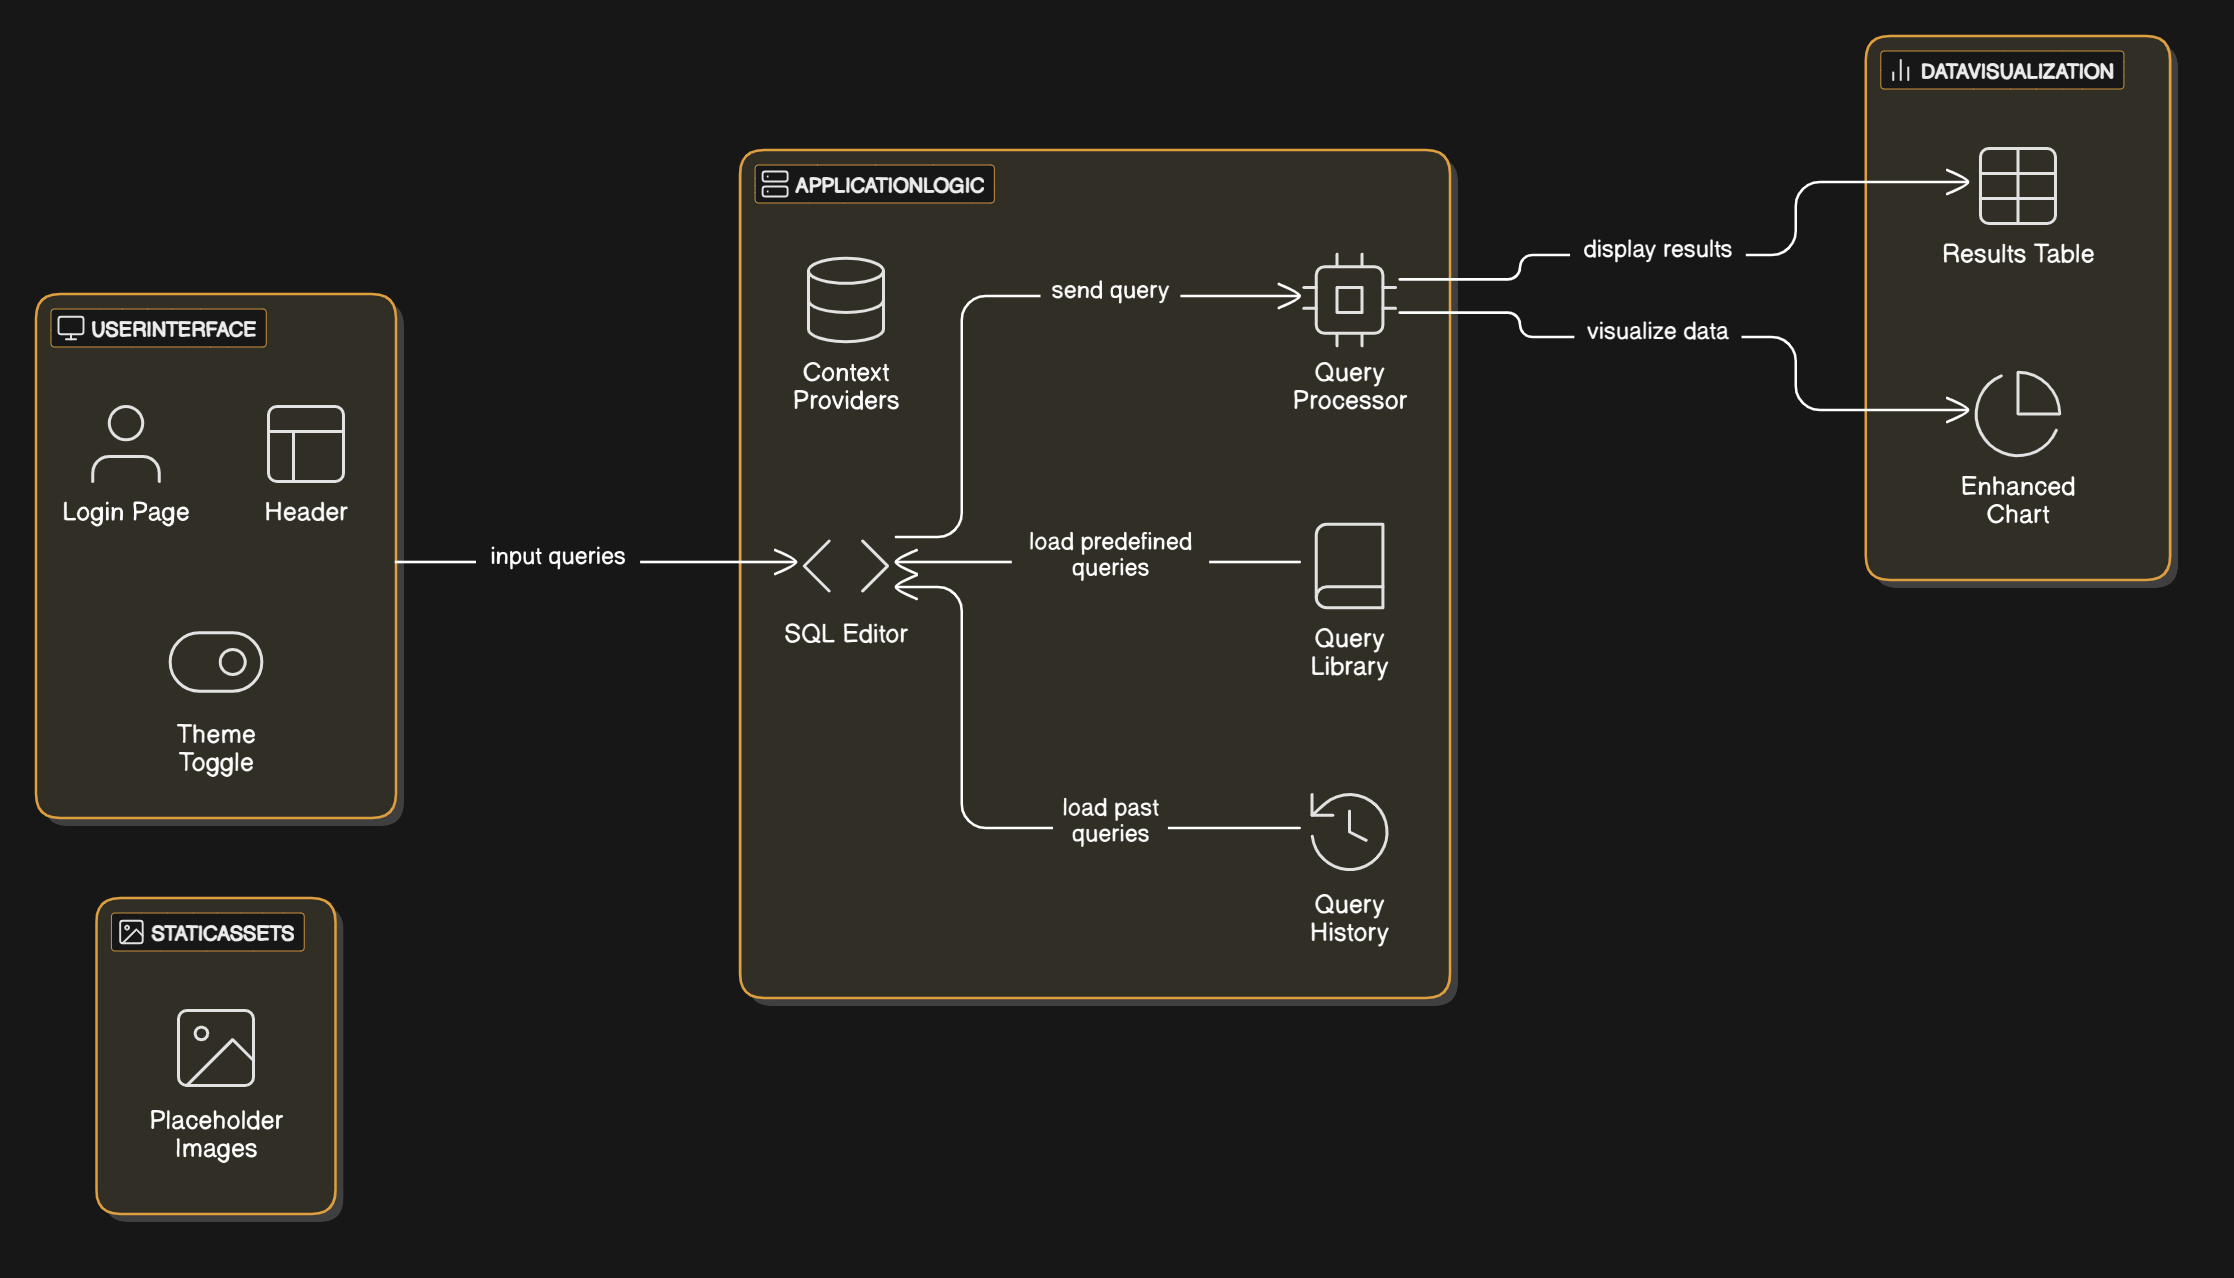 DATAVISUALIZATION
Results Table
Enhanced
Chart
display results
visualize data
APPLICATIONLOGIC
Context
Providers
send query
Query
Processor
SQL Editor
load predefined
queries
Query
Library
load past
queries
Query
History
USERINTERFACE
Login Page
Header
Theme
Toggle
input queries
STATICASSETS
Placeholder
Images